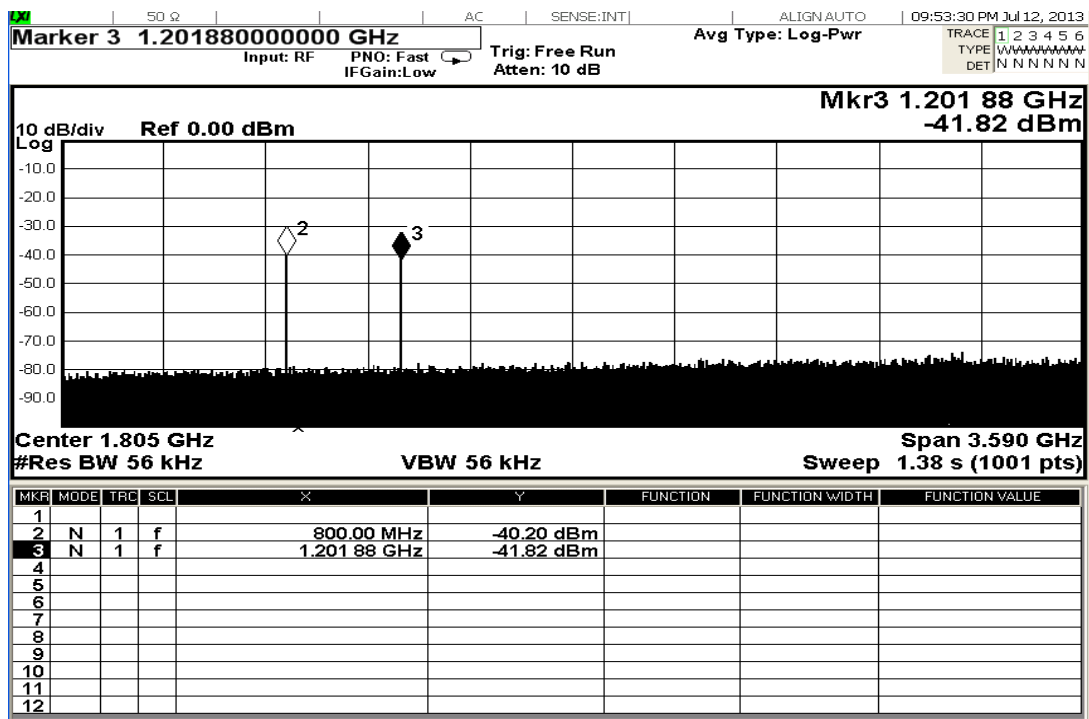 LXI 50 Ω AC SENSE:INT ALIGN AUTO 09:53:30 PM Jul 12, 2013
Marker 3 1.201880000000 GHz
Input: RF PNO: Fast IFGain:Low
Trig: Free Run
Atten: 10 dB
Avg Type: Log-Pwr
TRACE 1 2 3 4 5 6
TYPE
DET N N N N N N
Mkr3 1.201 88 GHz
-41.82 dBm
10 dB/div Ref 0.00 dBm
Log
-10.0
-20.0
-30.0
-40.0
-50.0
-60.0
-70.0
-80.0
-90.0
2
3
Center 1.805 GHz Span 3.590 GHz
#Res BW 56 kHz VBW 56 kHz Sweep 1.38 s (1001 pts)
MKR MODE TRC SCL X Y FUNCTION FUNCTION WIDTH FUNCTION VALUE
1
2 N 1 f 800.00 MHz -40.20 dBm
3 N 1 f 1.201 88 GHz -41.82 dBm
4
5
6
7
8
9
10
11
12